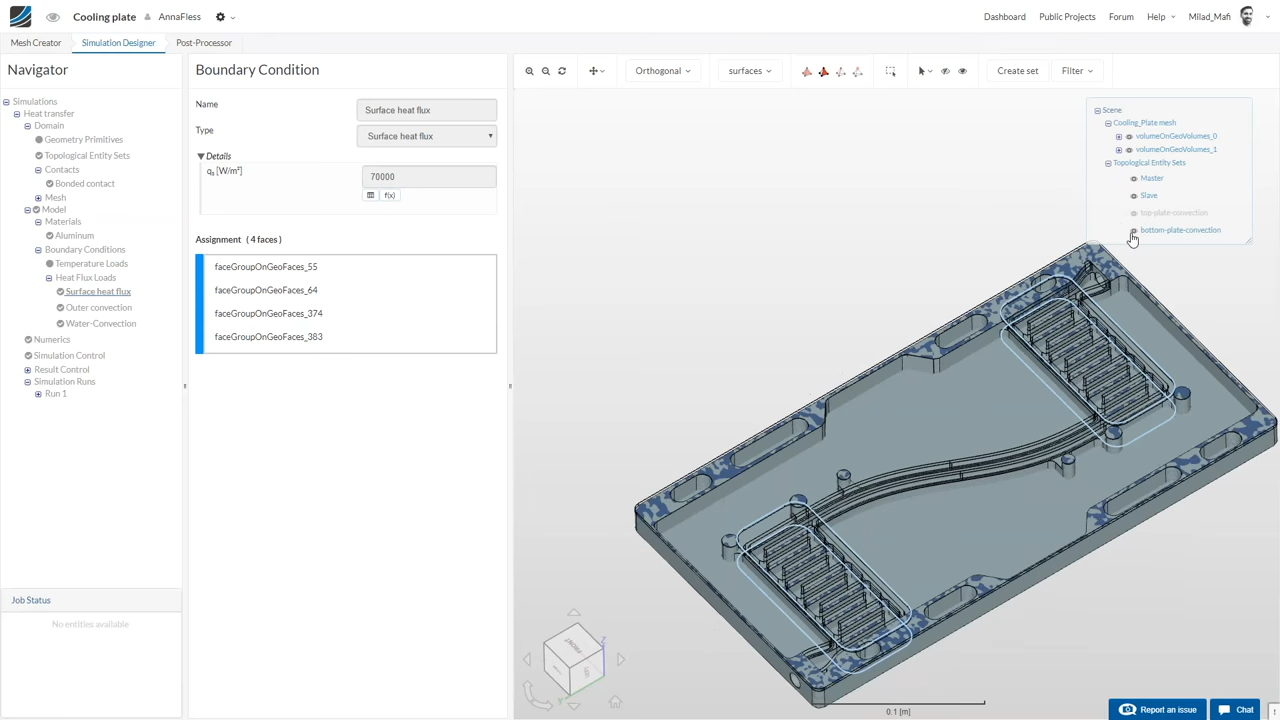 Cooling plate
AnnaFless
Dashboard
Public Projects
Forum
Help
Milad_Mafi
Mesh Creator
Simulation Designer
Post-Processor
Navigator
Simulations
Heat transfer
Domain
Geometry Primitives
Topological Entity Sets
Contacts
Bonded contact
Mesh
Model
Materials
Aluminum
Boundary Conditions
Temperature Loads
Heat Flux Loads
Surface heat flux
Outer convection
Water-Convection
Numerics
Simulation Control
Result Control
Simulation Runs
Run 1
Job Status
No entities available
Boundary Condition
Name
Surface heat flux
Type
Surface heat flux
Details
qₛ [W/m²]
70000
f(x)
Assignment ( 4 faces )
faceGroupOnGeoFaces_55
faceGroupOnGeoFaces_64
faceGroupOnGeoFaces_374
faceGroupOnGeoFaces_383
Orthogonal
surfaces
Create set
Filter
Scene
Cooling_Plate mesh
volumeOnGeoVolumes_0
volumeOnGeoVolumes_1
Topological Entity Sets
Master
Slave
top-plate-convection
bottom-plate-convection
FRONT
Z
Y
0.1 [m]
Report an issue
Chat